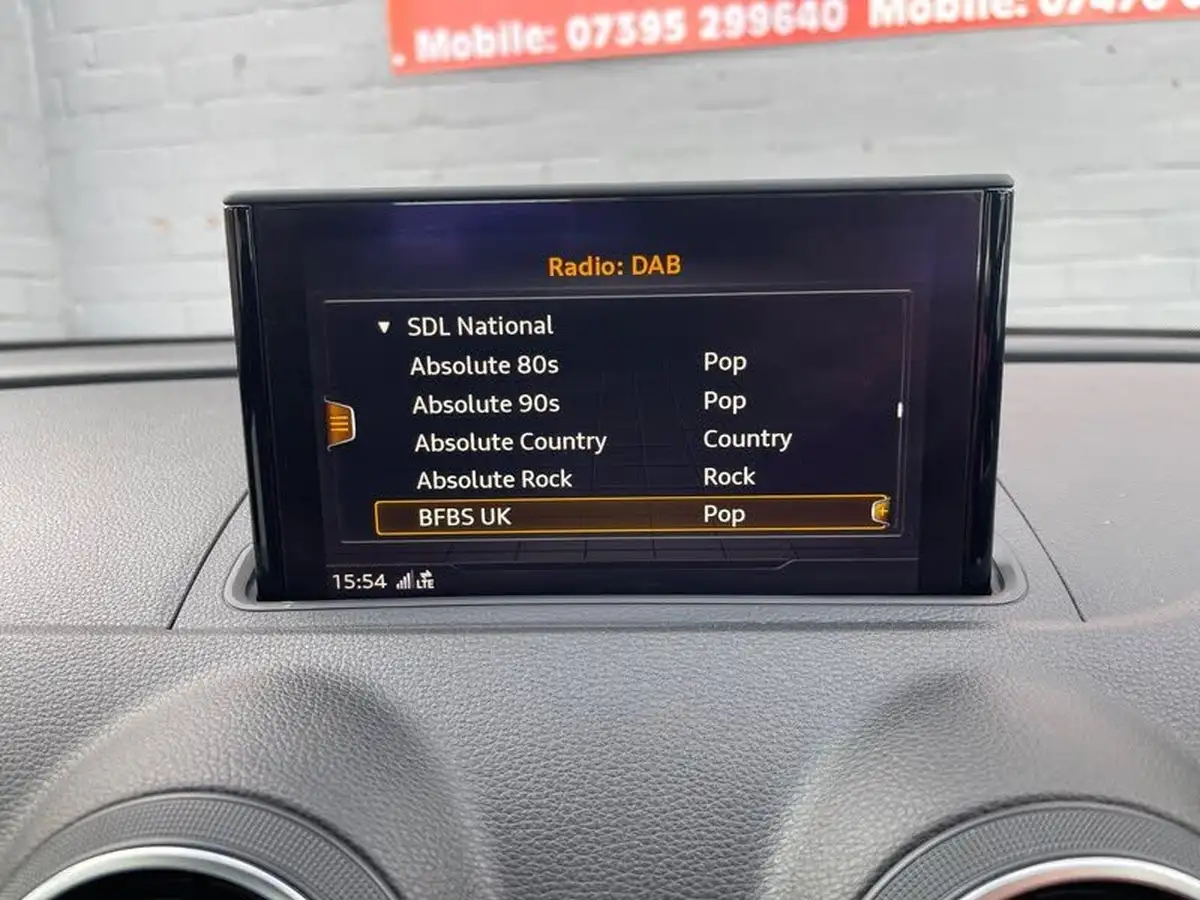 Mobile: 07395 299640 Mobile:
Radio: DAB
SDL National
Absolute 80s Pop
Absolute 90s Pop
Absolute Country Country
Absolute Rock Rock
BFBS UK Pop
15:54 LTE